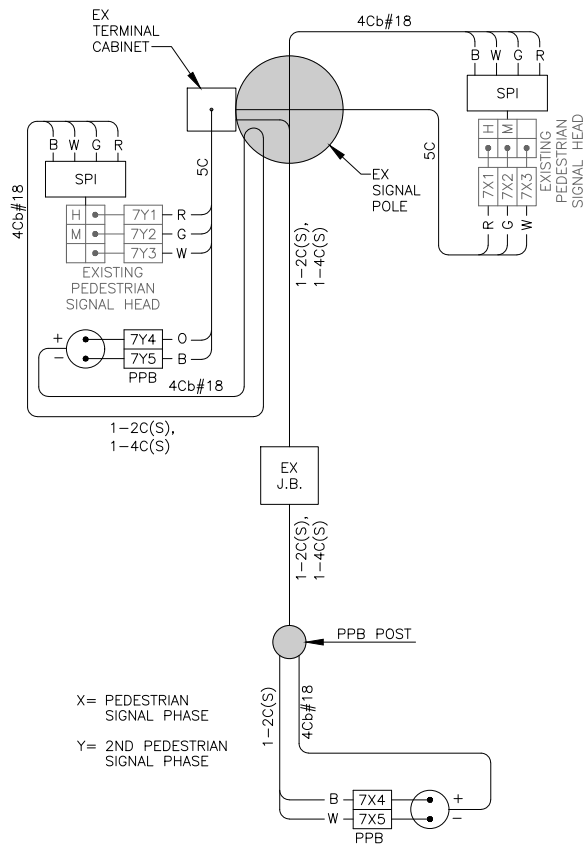 EX
TERMINAL
CABINET
4Cb#18
B W G R
SPI
H M
7X1 7X2 7X3
R G W
EXISTING
PEDESTRIAN
SIGNAL HEAD
5C
EX
SIGNAL
POLE
B W G R
SPI
4Cb#18
5C
H 7Y1 R
M 7Y2 G
7Y3 W
EXISTING
PEDESTRIAN
SIGNAL HEAD
+ 7Y4 O
− 7Y5 B
PPB
4Cb#18
1-2C(S),
1-4C(S)
1-2C(S),
1-4C(S)
EX
J.B.
1-2C(S),
1-4C(S)
PPB POST
1-2C(S)
4Cb#18
X= PEDESTRIAN
SIGNAL PHASE
Y= 2ND PEDESTRIAN
SIGNAL PHASE
B 7X4 +
W 7X5 −
PPB